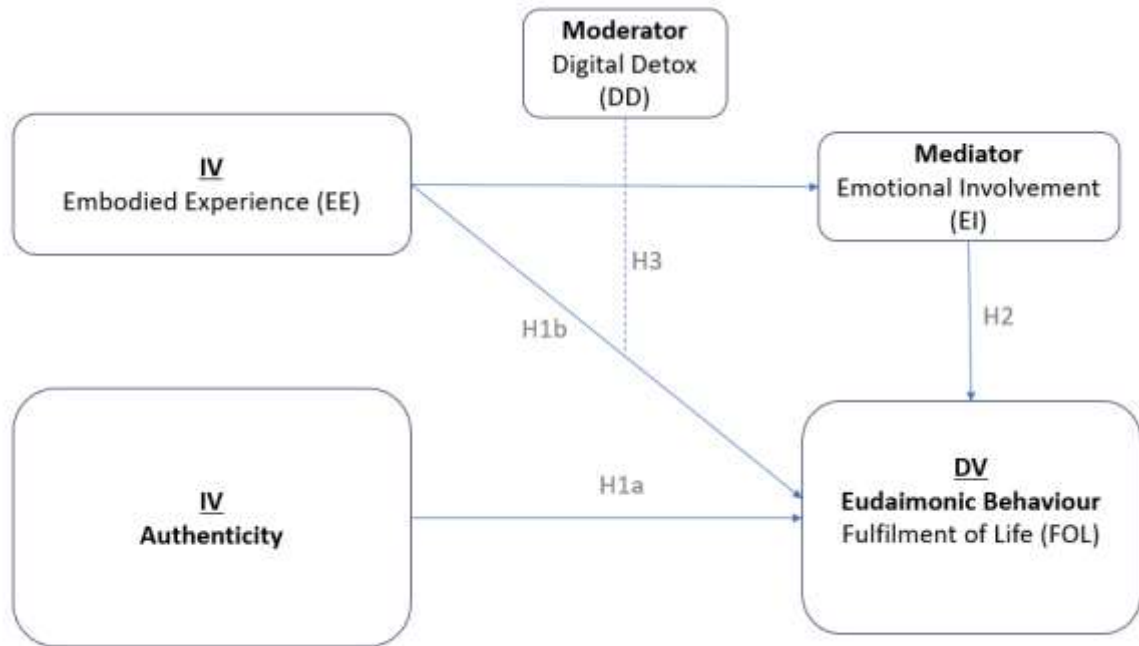 Moderator
Digital Detox
(DD)
IV
Embodied Experience (EE)
Mediator
Emotional Involvement
(EI)
H3
H1b
H2
IV
Authenticity
H1a
DV
Eudaimonic Behaviour
Fulfilment of Life (FOL)